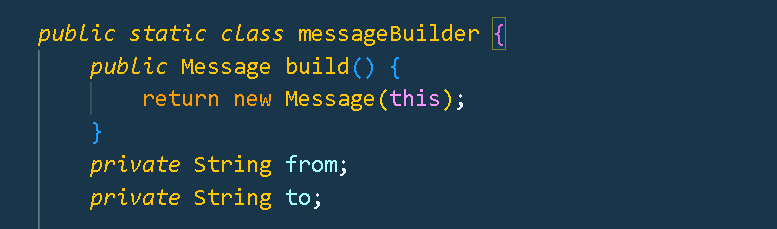 public static class messageBuilder {
public Message build() {
return new Message(this);
}
private String from;
private String to;